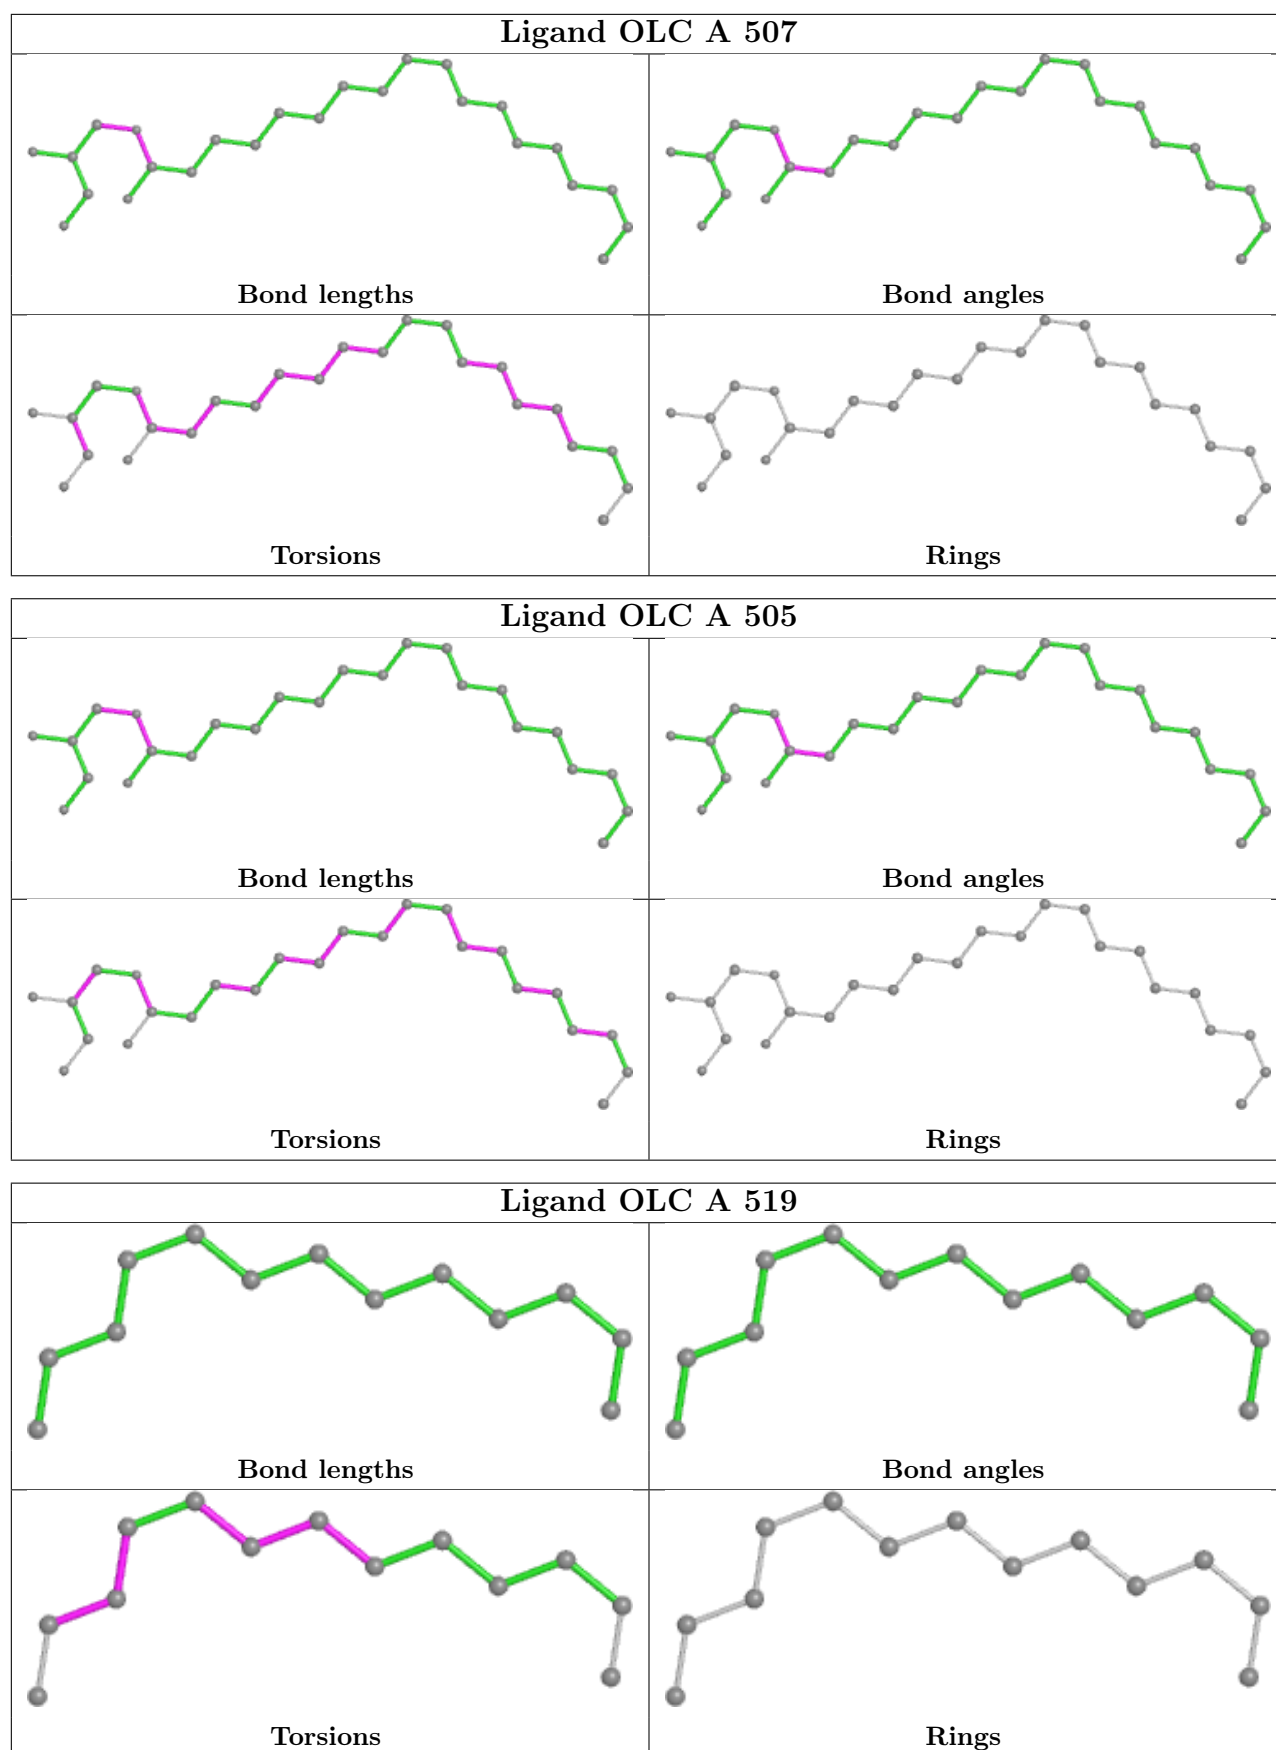 Ligand OLC A 507
Bond lengths
Bond angles
Torsions
Rings
Ligand OLC A 505
Bond lengths
Bond angles
Torsions
Rings
Ligand OLC A 519
Bond lengths
Bond angles
Torsions
Rings